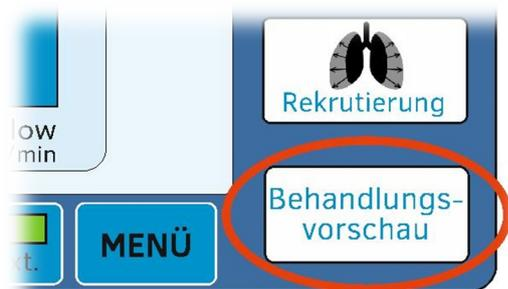 Rekrutierung
low
/min
Behandlungs-
vorschau
MENÜ
xt.